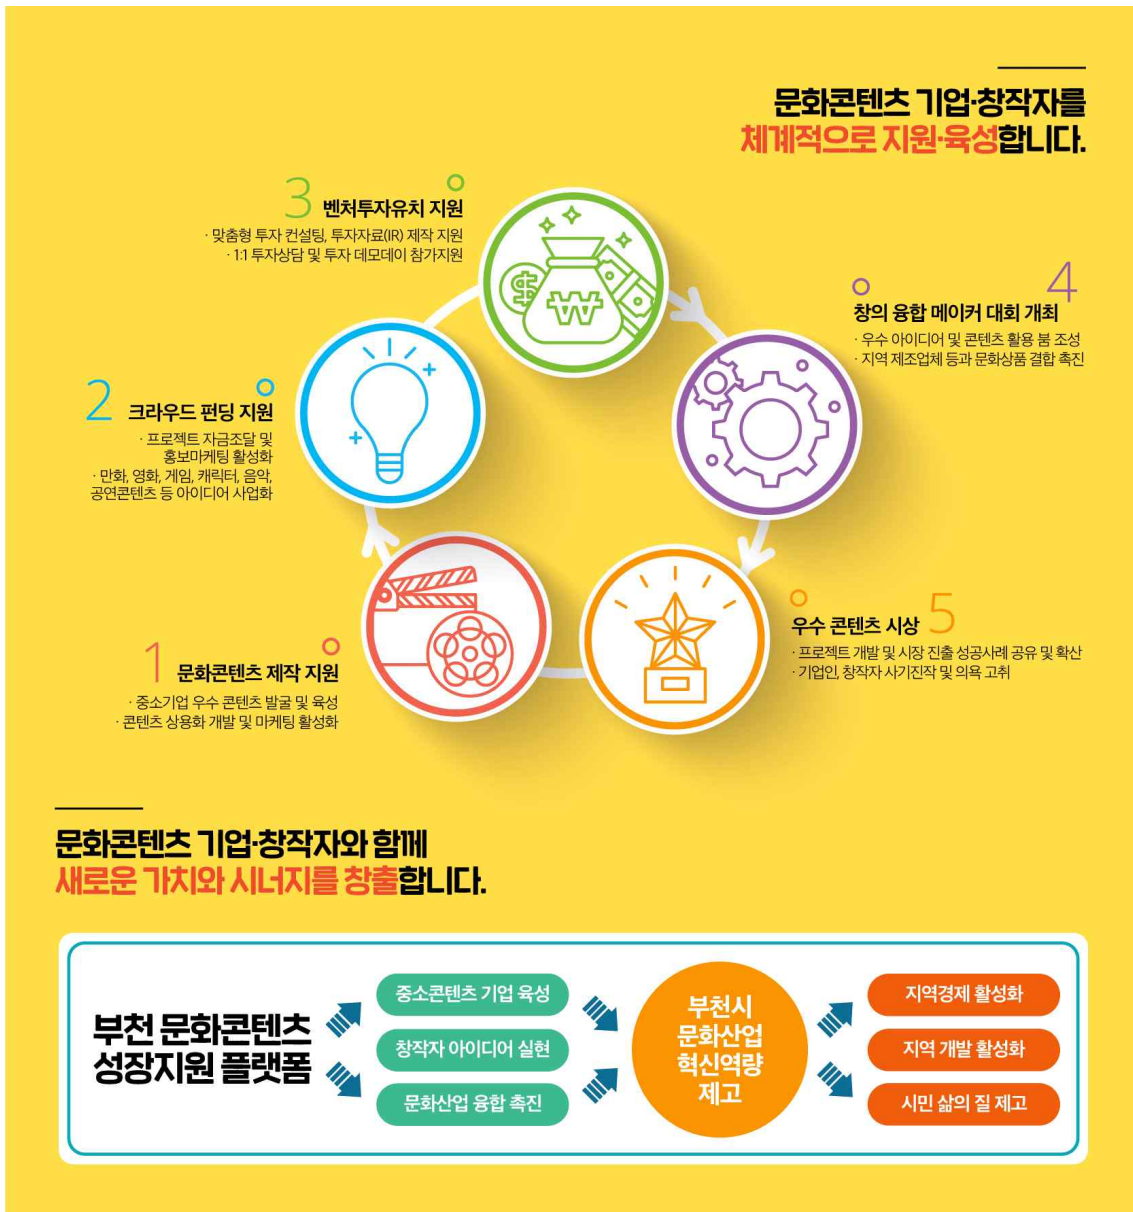 문화콘텐츠 기업·창작자를
체계적으로 지원·육성합니다.
3 벤처투자유치 지원
· 맞춤형 투자 컨설팅, 투자자료(IR) 제작 지원
· 1:1 투자상담 및 투자 데모데이 참가지원
4
창의 융합 메이커 대회 개최
· 우수 아이디어 및 콘텐츠 활용 붐 조성
· 지역 제조업체 등과 문화상품 결합 촉진
2 크라우드 펀딩 지원
· 프로젝트 자금조달 및
홍보마케팅 활성화
· 만화, 영화, 게임, 캐릭터, 음악,
공연콘텐츠 등 아이디어 사업화
$
₩
우수 콘텐츠 시상 5
· 프로젝트 개발 및 시장 진출 성공사례 공유 및 확산
· 기업인, 창작자 사기진작 및 의욕 고취
1 문화콘텐츠 제작 지원
· 중소기업 우수 콘텐츠 발굴 및 육성
· 콘텐츠 상용화 개발 및 마케팅 활성화
문화콘텐츠 기업·창작자와 함께
새로운 가치와 시너지를 창출합니다.
부천 문화콘텐츠
성장지원 플랫폼
중소콘텐츠 기업 육성
창작자 아이디어 실현
문화산업 융합 촉진
부천시
문화산업
혁신역량
제고
지역경제 활성화
지역 개발 활성화
시민 삶의 질 제고